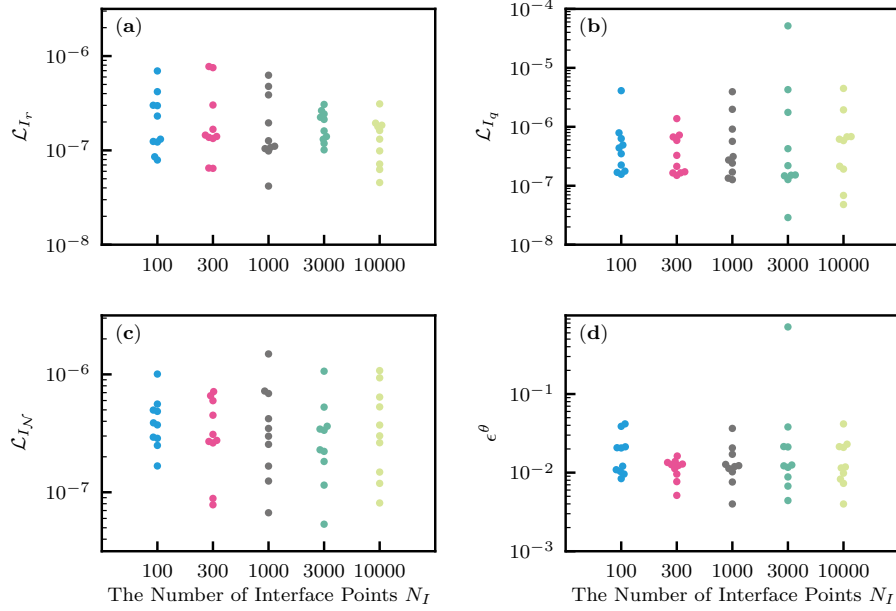 (a)
10⁻⁶
10⁻⁷
10⁻⁸
ℒ_{I_r}
100 300 1000 3000 10000
(b)
10⁻⁴
10⁻⁵
10⁻⁶
10⁻⁷
10⁻⁸
ℒ_{I_q}
100 300 1000 3000 10000
(c)
10⁻⁶
10⁻⁷
ℒ_{I_𝒩}
100 300 1000 3000 10000
The Number of Interface Points N_I
(d)
10⁻¹
10⁻²
10⁻³
ϵ^θ
100 300 1000 3000 10000
The Number of Interface Points N_I